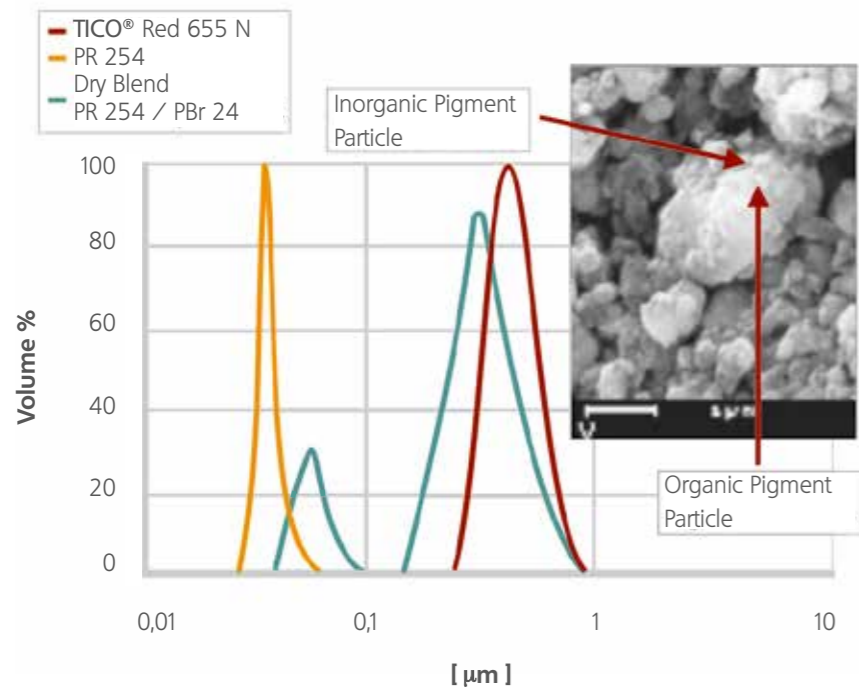 TICO® Red 655 N
PR 254
Dry Blend
PR 254 / PBr 24
Inorganic Pigment
Particle
100
80
60
40
20
0
Volume %
Organic Pigment
Particle
0,01
0,1
1
10
[ μm ]